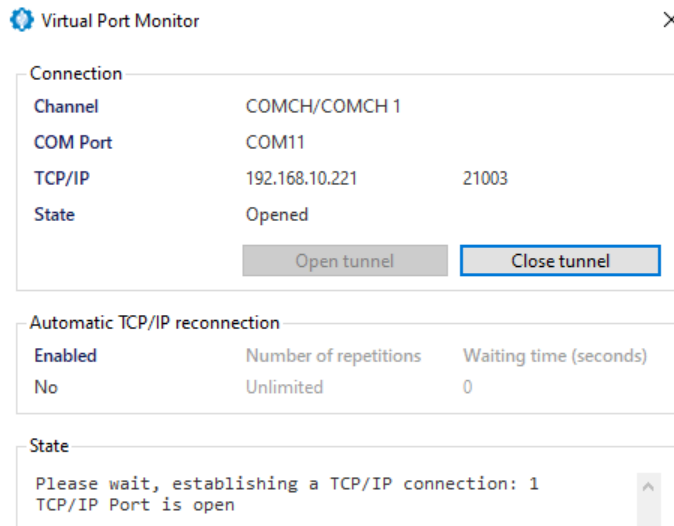 Virtual Port Monitor
Connection
Channel COMCH/COMCH 1
COM Port COM11
TCP/IP 192.168.10.221 21003
State Opened
Open tunnel Close tunnel
Automatic TCP/IP reconnection
Enabled Number of repetitions Waiting time (seconds)
No Unlimited 0
State
Please wait, establishing a TCP/IP connection: 1
TCP/IP Port is open